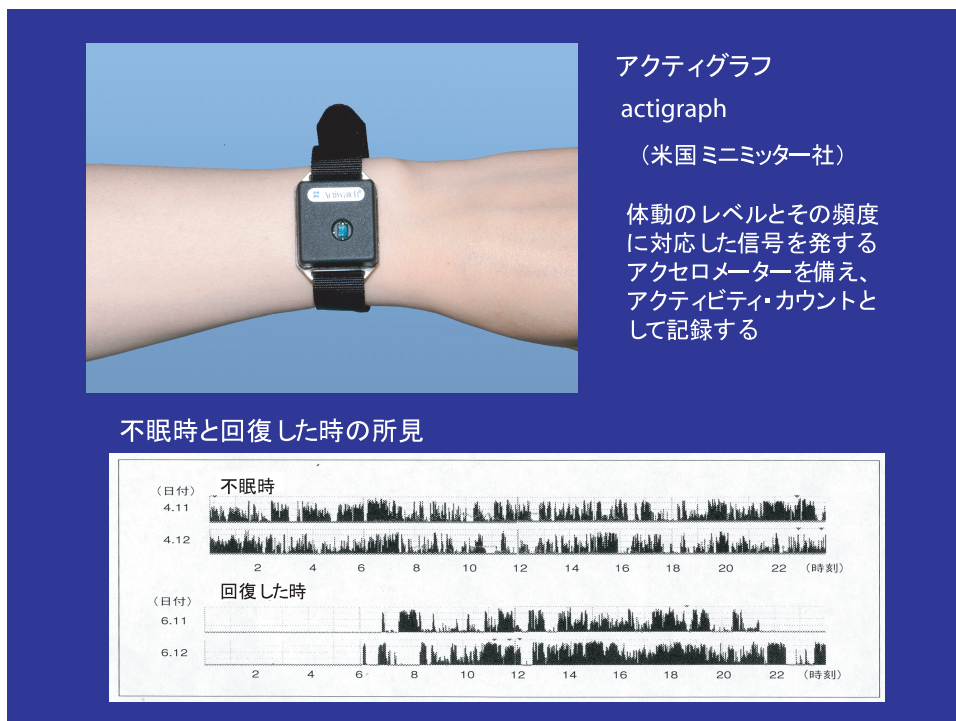 アクティグラフ
actigraph
（米国ミニミッター社）
体動のレベルとその頻度
に対応した信号を発する
アクセロメーターを備え、
アクティビティ・カウントと
して記録する
Actiwatch
不眠時と回復した時の所見
（日付） 不眠時
4.11
4.12
2 4 6 8 10 12 14 16 18 20 22 （時刻）
（日付） 回復した時
6.11
6.12
2 4 6 8 10 12 14 16 18 20 22 （時刻）